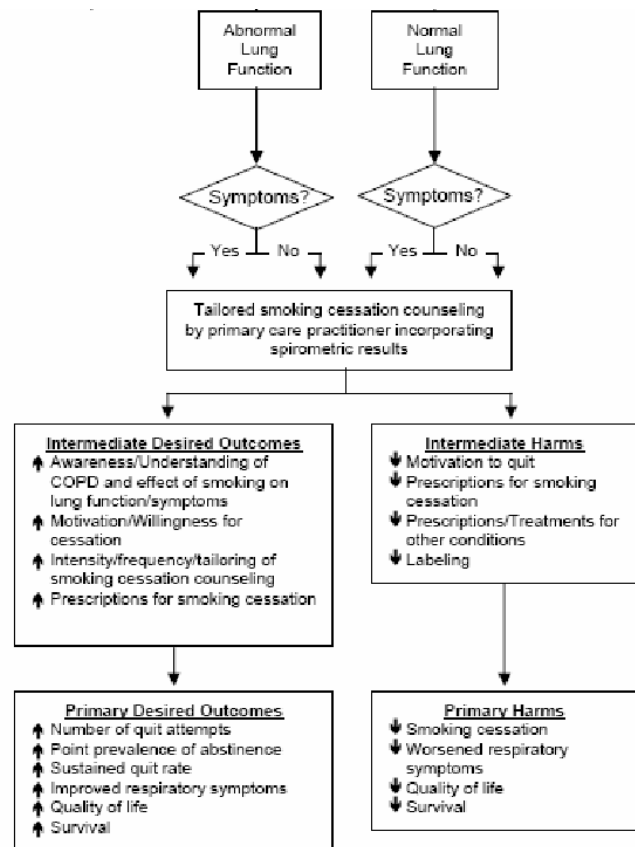 Abnormal
Lung
Function
Normal
Lung
Function
Symptoms?
Symptoms?
Yes
No
Yes
No
Tailored smoking cessation counseling
by primary care practitioner incorporating
spirometric results
Intermediate Desired Outcomes
Awareness/Understanding of
COPD and effect of smoking on
lung function/symptoms
Motivation/Willingness for
cessation
Intensity/frequency/tailoring of
smoking cessation counseling
Prescriptions for smoking cessation
Intermediate Harms
Motivation to quit
Prescriptions for smoking
cessation
Prescriptions/Treatments for
other conditions
Labeling
Primary Desired Outcomes
Number of quit attempts
Point prevalence of abstinence
Sustained quit rate
Improved respiratory symptoms
Quality of life
Survival
Primary Harms
Smoking cessation
Worsened respiratory
symptoms
Quality of life
Survival